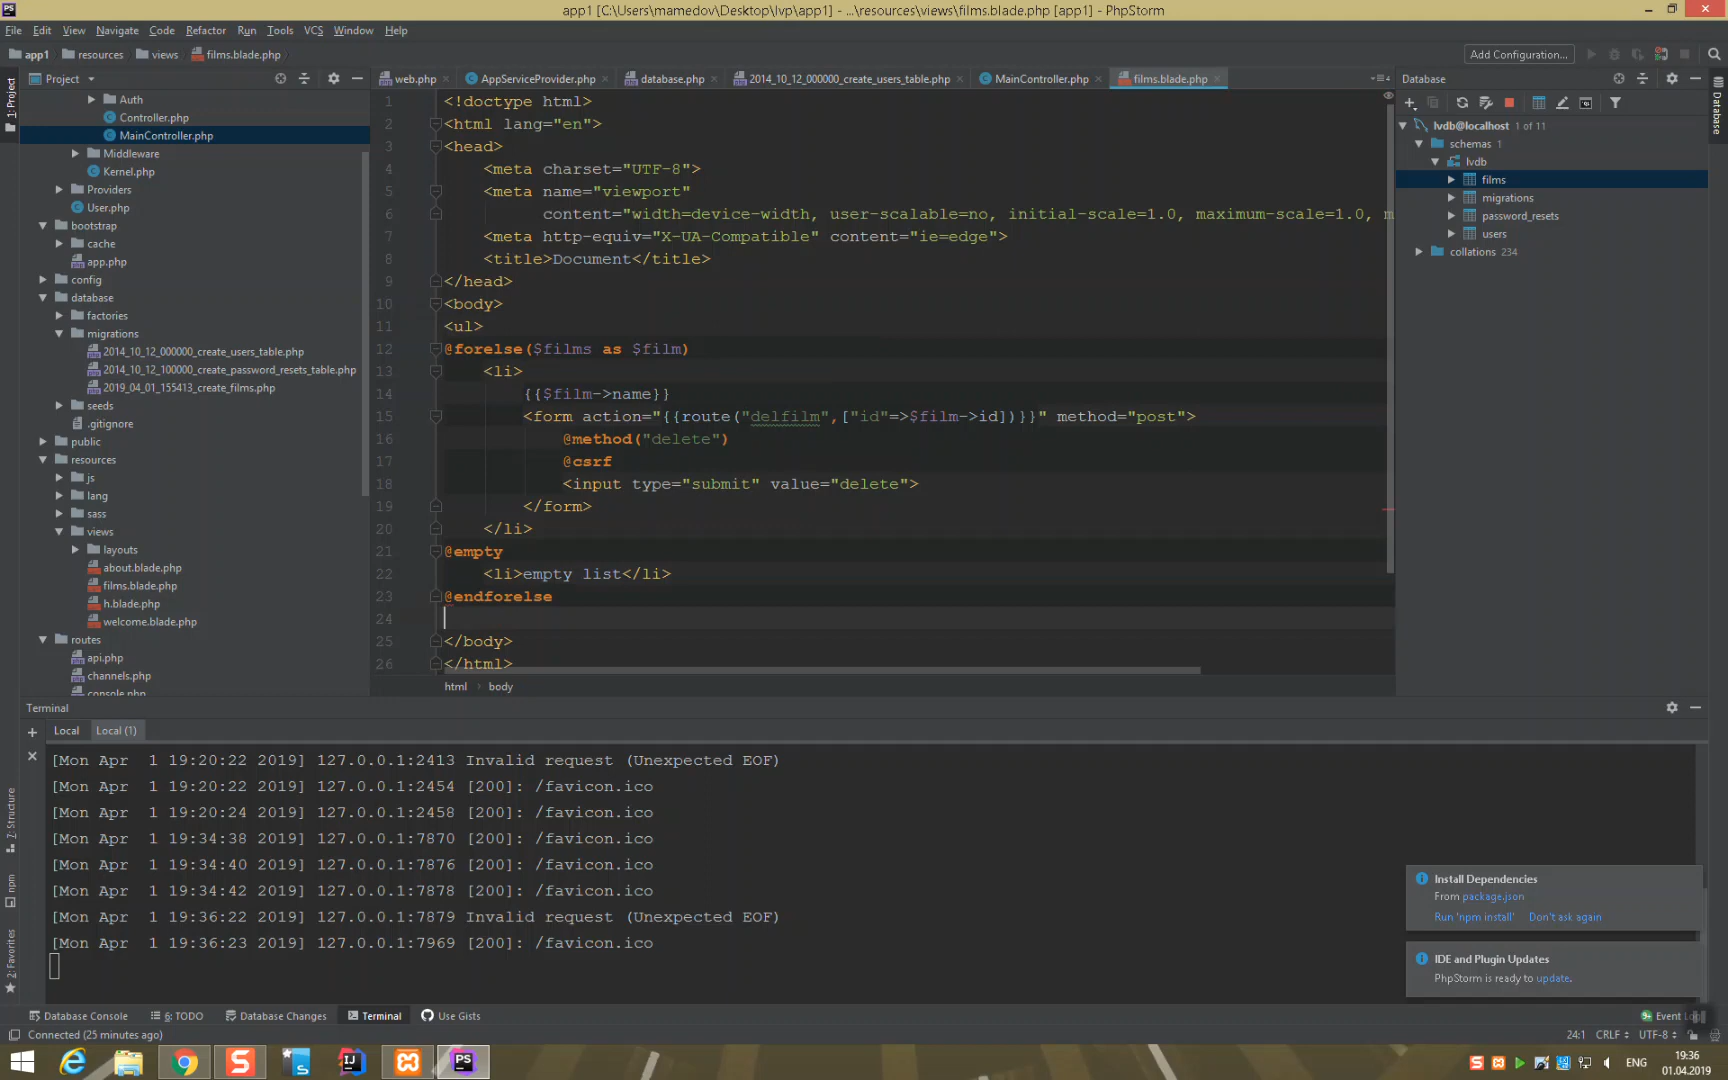 app1 [C:\Users\mamedov\Desktop\lvp\app1] - ...\resources\views\films.blade.php [app1] - PhpStorm
File Edit View Navigate Code Refactor Run Tools VCS Window Help
app1 resources views films.blade.php
Add Configuration...
Project
web.php AppServiceProvider.php database.php 2014_10_12_000000_create_users_table.php MainController.php films.blade.php
Database
1: Project
Auth
Controller.php
MainController.php
Middleware
Kernel.php
Providers
User.php
bootstrap
cache
app.php
config
database
factories
migrations
2014_10_12_000000_create_users_table.php
2014_10_12_100000_create_password_resets_table.php
2019_04_01_155413_create_films.php
seeds
.gitignore
public
resources
js
lang
sass
views
layouts
about.blade.php
films.blade.php
h.blade.php
welcome.blade.php
routes
api.php
channels.php
console.php
1 <!doctype html>
2 <html lang="en">
3 <head>
4 <meta charset="UTF-8">
5 <meta name="viewport"
6 content="width=device-width, user-scalable=no, initial-scale=1.0, maximum-scale=1.0, m
7 <meta http-equiv="X-UA-Compatible" content="ie=edge">
8 <title>Document</title>
9 </head>
10 <body>
11 <ul>
12 @forelse($films as $film)
13 <li>
14 {{$film->name}}
15 <form action="{{route("delfilm",["id"=>$film->id])}}" method="post">
16 @method("delete")
17 @csrf
18 <input type="submit" value="delete">
19 </form>
20 </li>
21 @empty
22 <li>empty list</li>
23 @endforelse
24
25 </body>
26 </html>
html › body
lvdb@localhost 1 of 11
schemas 1
lvdb
films
migrations
password_resets
users
collations 234
Database
Terminal
Local Local (1)
[Mon Apr  1 19:20:22 2019] 127.0.0.1:2413 Invalid request (Unexpected EOF)
[Mon Apr  1 19:20:22 2019] 127.0.0.1:2454 [200]: /favicon.ico
[Mon Apr  1 19:20:24 2019] 127.0.0.1:2458 [200]: /favicon.ico
[Mon Apr  1 19:34:38 2019] 127.0.0.1:7870 [200]: /favicon.ico
[Mon Apr  1 19:34:40 2019] 127.0.0.1:7876 [200]: /favicon.ico
[Mon Apr  1 19:34:42 2019] 127.0.0.1:7878 [200]: /favicon.ico
[Mon Apr  1 19:36:22 2019] 127.0.0.1:7879 Invalid request (Unexpected EOF)
[Mon Apr  1 19:36:23 2019] 127.0.0.1:7969 [200]: /favicon.ico
7: Structure
npm
2: Favorites
Install Dependencies
From package.json
Run 'npm install' Don't ask again
IDE and Plugin Updates
PhpStorm is ready to update.
Database Console 6: TODO Database Changes Terminal Use Gists
Event
Connected (25 minutes ago)
24:1 CRLF UTF-8
ENG
19:36
01.04.2019